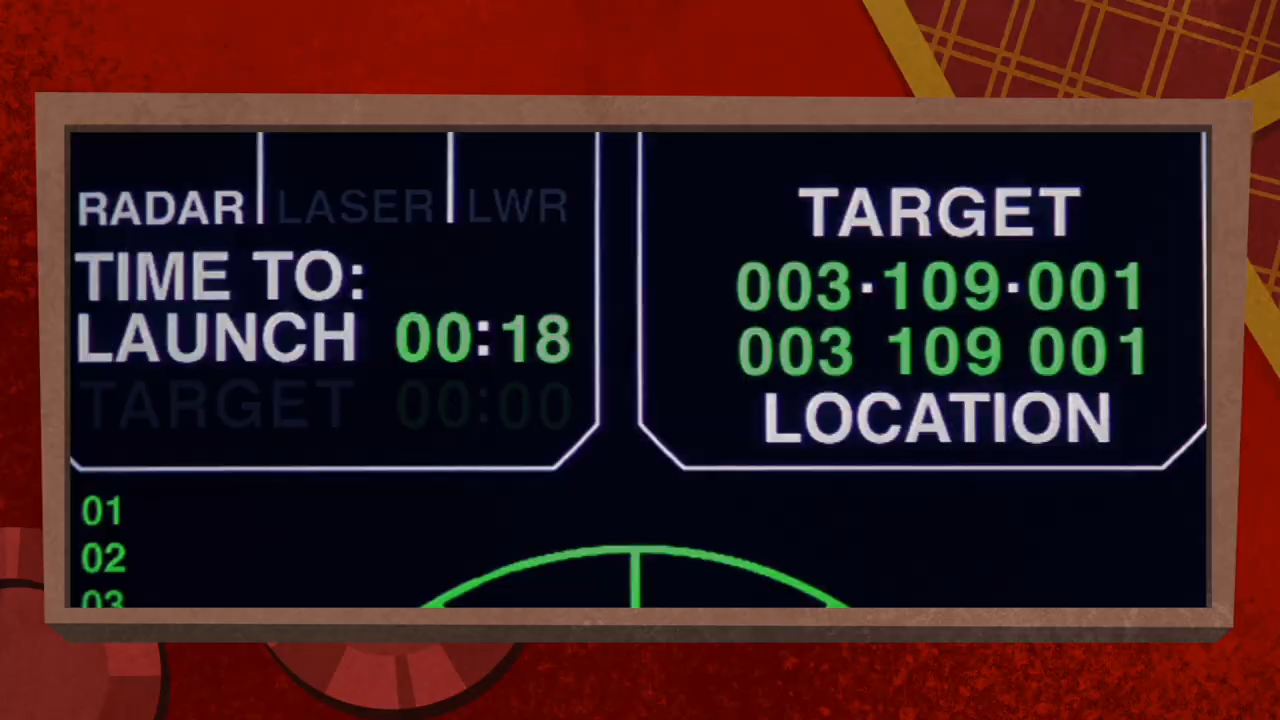 RADAR LASER LWR
TIME TO:
LAUNCH 00:18
TARGET 00:00
01
02
03
TARGET
003·109·001
003 109 001
LOCATION